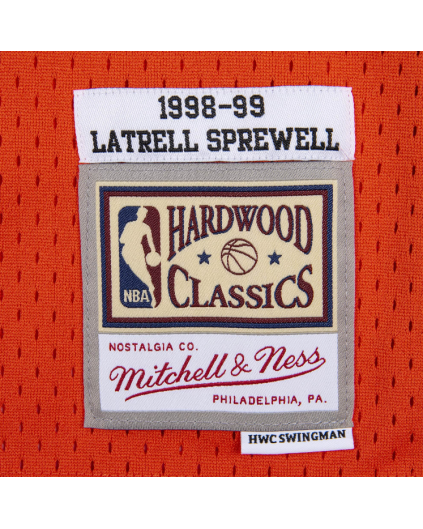 1998-99
LATRELL SPREWELL
HARDWOOD
CLASSICS
NBA
NOSTALGIA CO.
Mitchell & Ness
PHILADELPHIA, PA.
HWC SWINGMAN